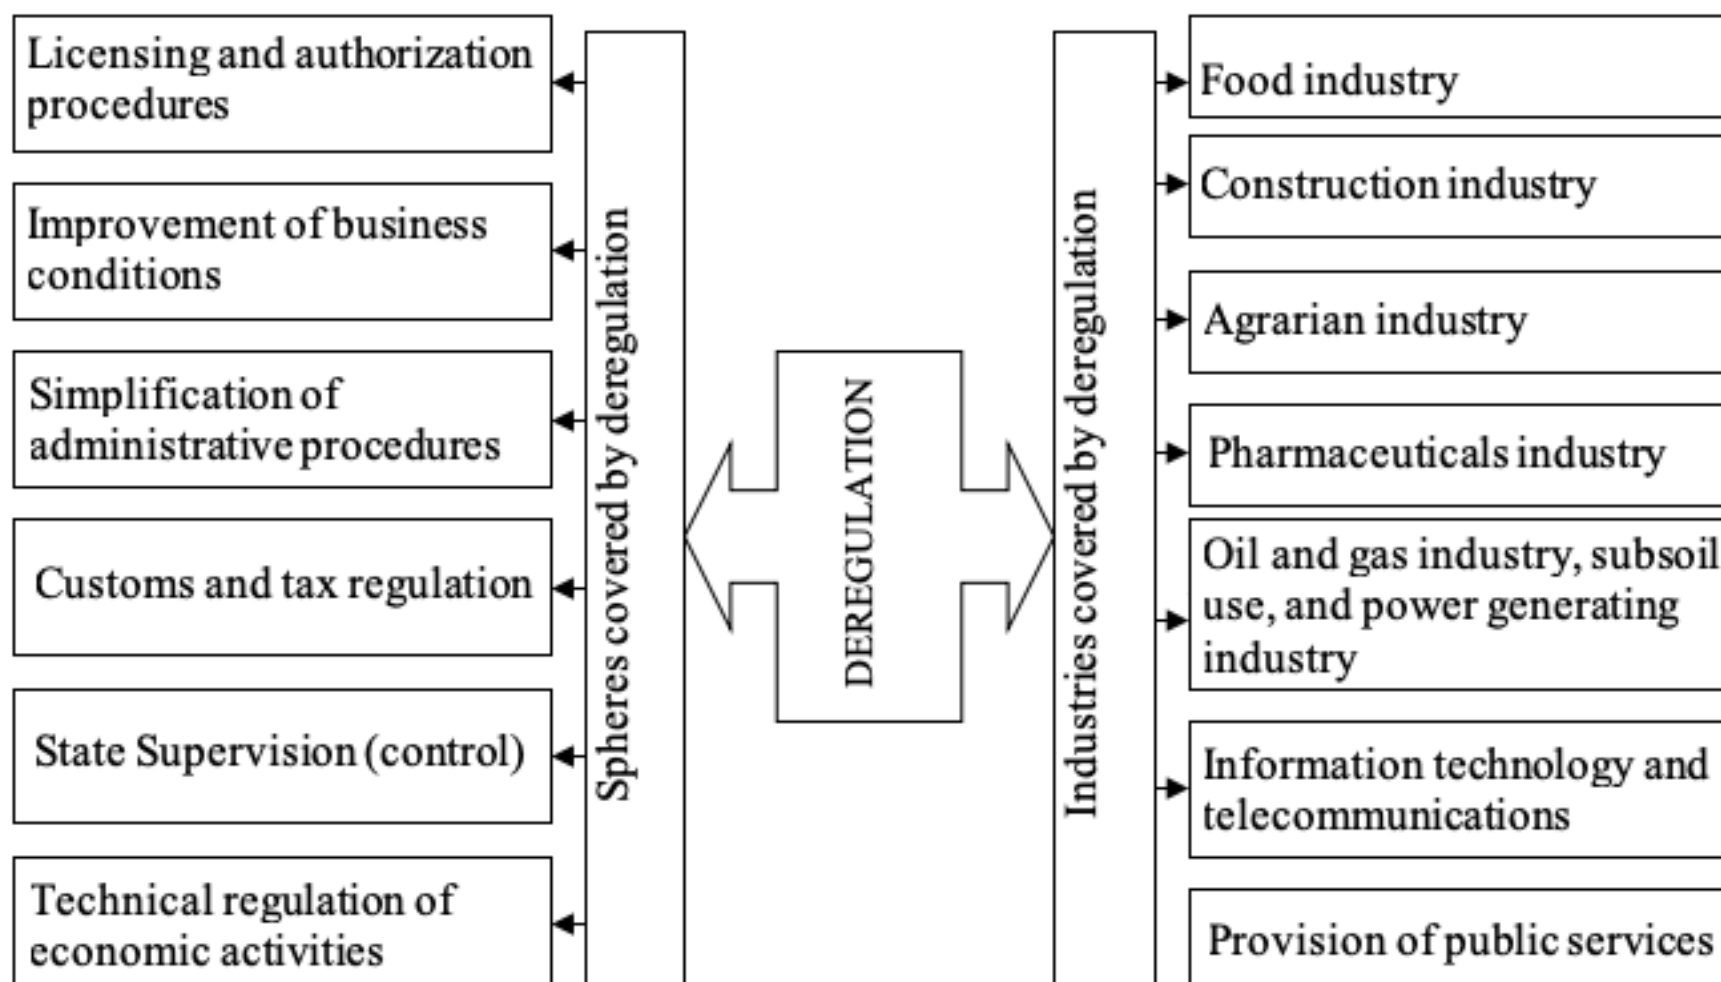 Licensing and authorization
procedures
Improvement of business
conditions
Simplification of
administrative procedures
Customs and tax regulation
State Supervision (control)
Technical regulation of
economic activities
Spheres covered by deregulation
DEREGULATION
Industries covered by deregulation
Food industry
Construction industry
Agrarian industry
Pharmaceuticals industry
Oil and gas industry, subsoil
use, and power generating
industry
Information technology and
telecommunications
Provision of public services